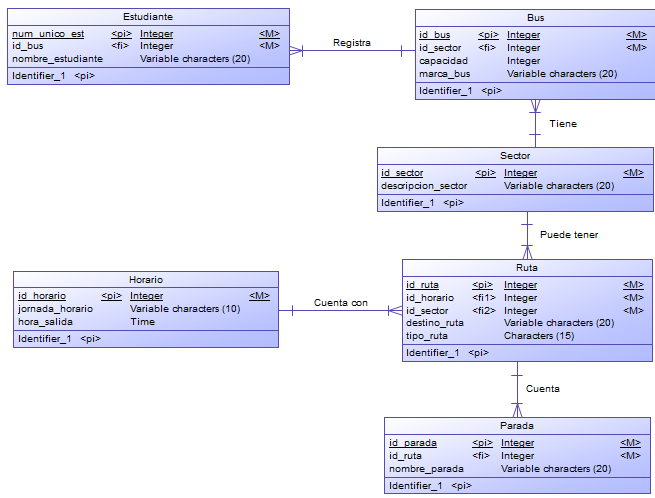 Estudiante
num_unico_est <pi> Integer <M>
id_bus <fi> Integer <M>
nombre_estudiante Variable characters (20)
Identifier_1 <pi>
Registra
Bus
id_bus <pi> Integer <M>
id_sector <fi> Integer <M>
capacidad Integer
marca_bus Variable characters (20)
Identifier_1 <pi>
Tiene
Sector
id_sector <pi> Integer <M>
descripcion_sector Variable characters (20)
Identifier_1 <pi>
Puede tener
Horario
id_horario <pi> Integer <M>
jornada_horario Variable characters (10)
hora_salida Time
Identifier_1 <pi>
Cuenta con
Ruta
id_ruta <pi> Integer <M>
id_horario <fi1> Integer <M>
id_sector <fi2> Integer <M>
destino_ruta Variable characters (20)
tipo_ruta Characters (15)
Identifier_1 <pi>
Cuenta
Parada
id_parada <pi> Integer <M>
id_ruta <fi> Integer <M>
nombre_parada Variable characters (20)
Identifier_1 <pi>